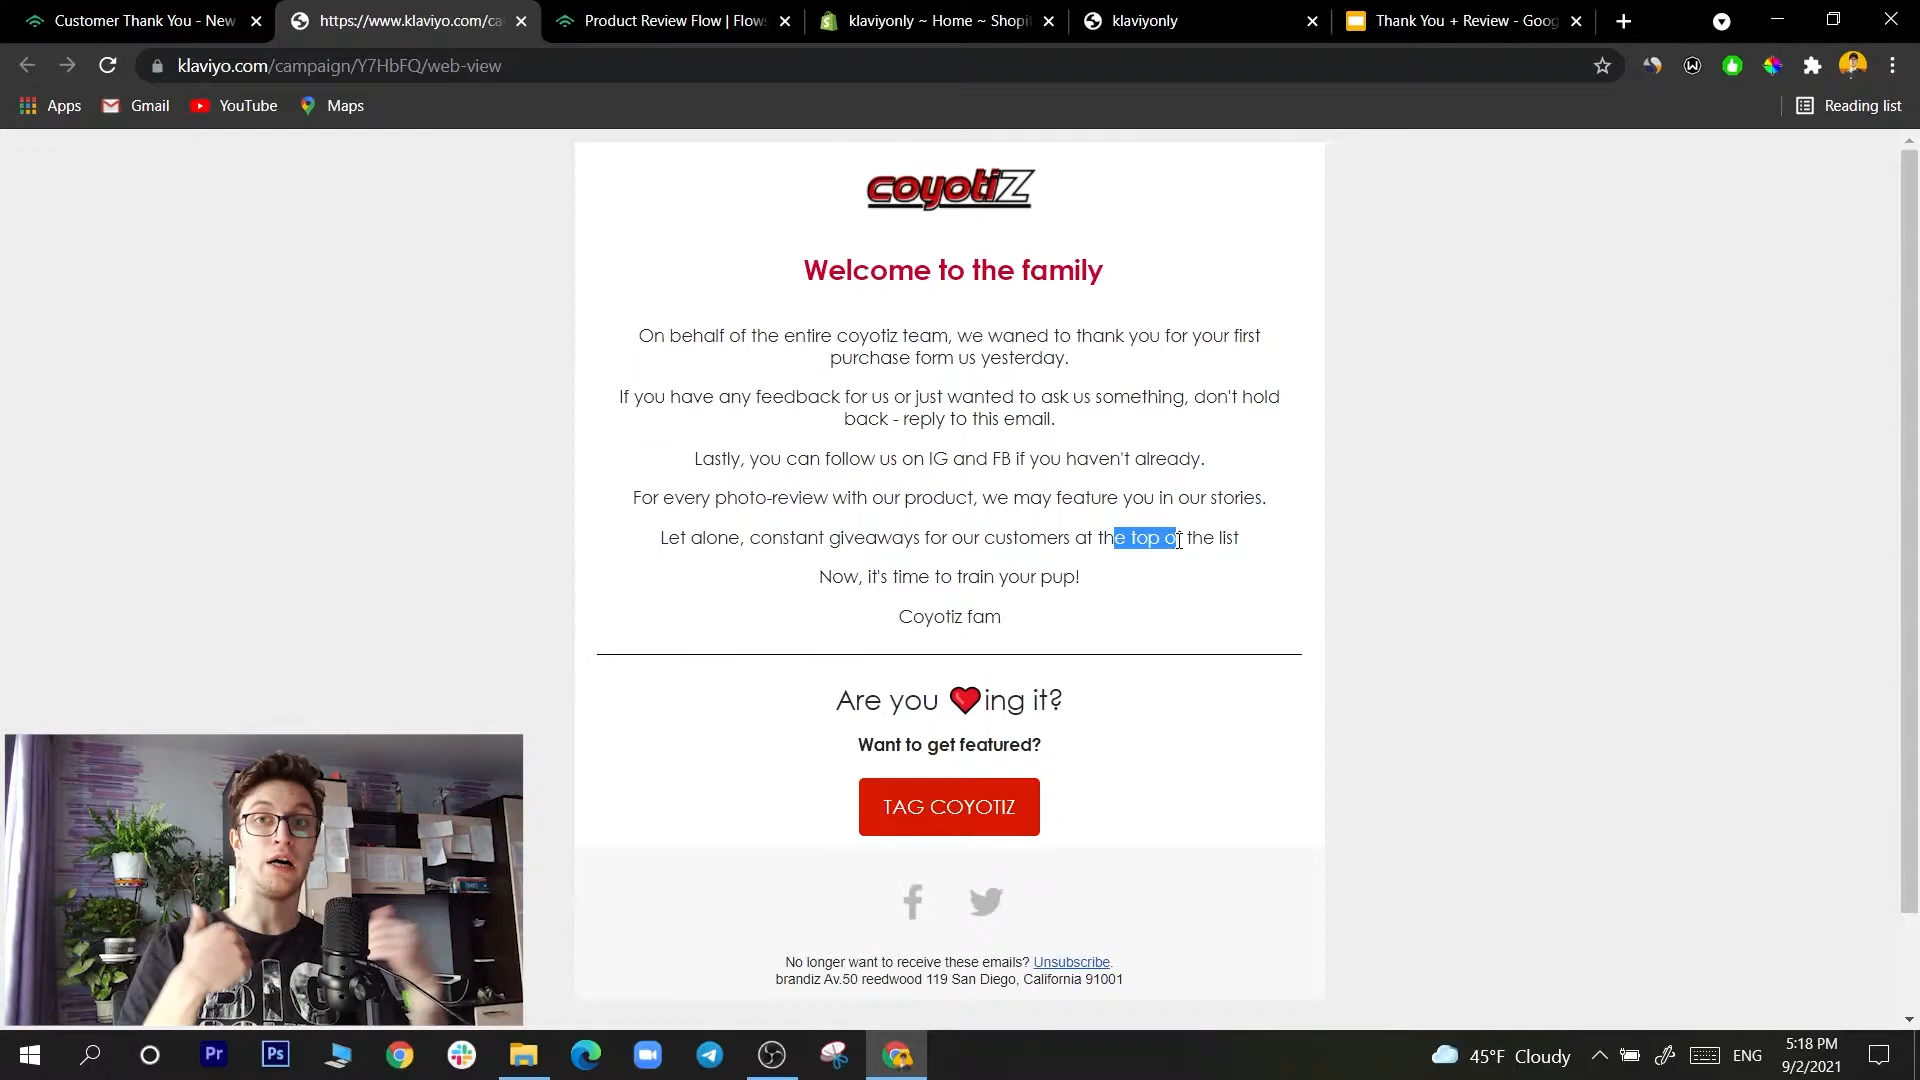 Customer Thank You - New
https://www.klaviyo.com/ca
Product Review Flow | Flows
klaviyonly ~ Home ~ Shopi
klaviyonly
Thank You + Review - Goog
klaviyo.com/campaign/Y7HbFQ/web-view
Apps
Gmail
YouTube
Maps
Reading list
coyotiZ
Welcome to the family
On behalf of the entire coyotiz team, we waned to thank you for your first
purchase form us yesterday.
If you have any feedback for us or just wanted to ask us something, don't hold
back - reply to this email.
Lastly, you can follow us on IG and FB if you haven't already.
For every photo-review with our product, we may feature you in our stories.
Let alone, constant giveaways for our customers at the top of the list
Now, it's time to train your pup!
Coyotiz fam
Are you ❤ing it?
Want to get featured?
TAG COYOTIZ
No longer want to receive these emails? Unsubscribe.
brandiz Av.50 reedwood 119 San Diego, California 91001
Pr
Ps
45°F Cloudy
ENG
5:18 PM
9/2/2021